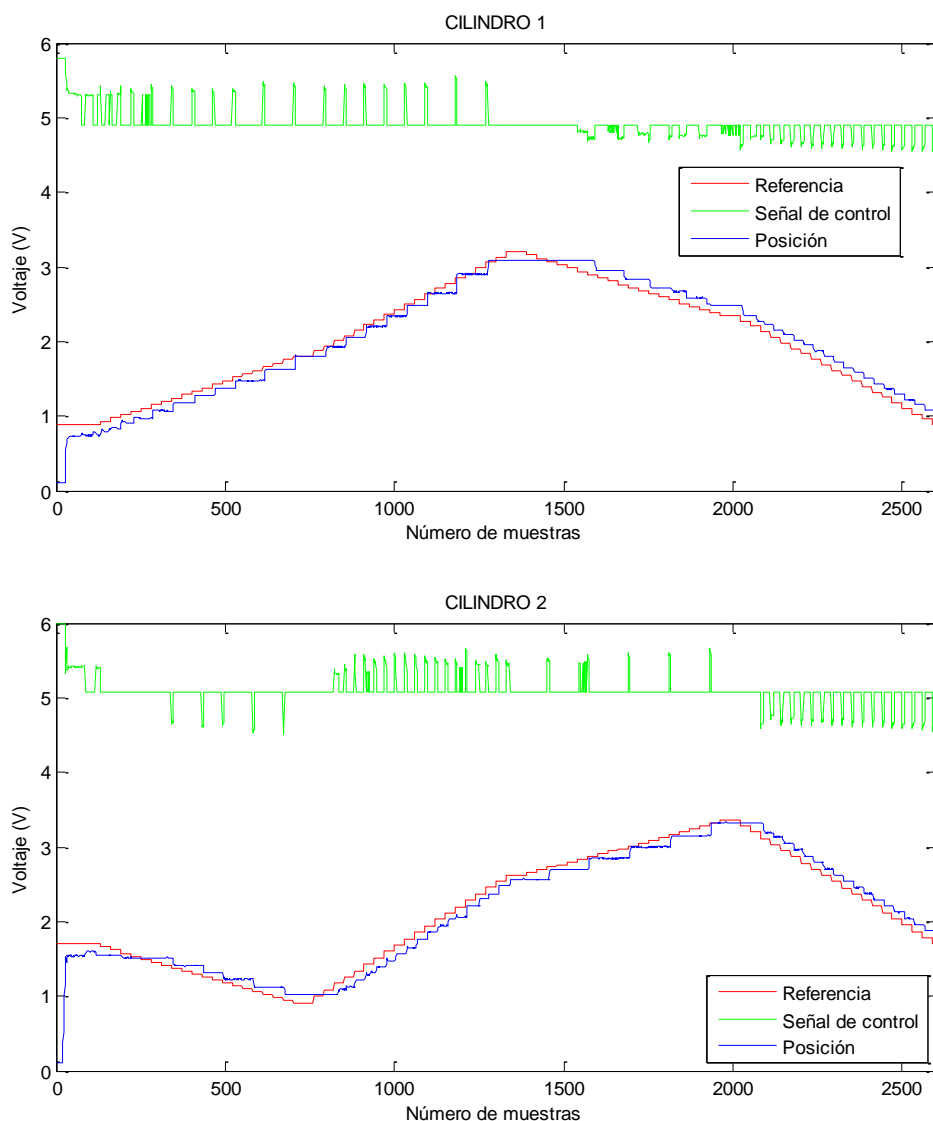 CILINDRO 1
6
5
4
3
2
1
0
Voltaje (V)
Referencia
Señal de control
Posición
0 500 1000 1500 2000 2500
Número de muestras
CILINDRO 2
6
5
4
3
2
1
0
Voltaje (V)
Referencia
Señal de control
Posición
0 500 1000 1500 2000 2500
Número de muestras